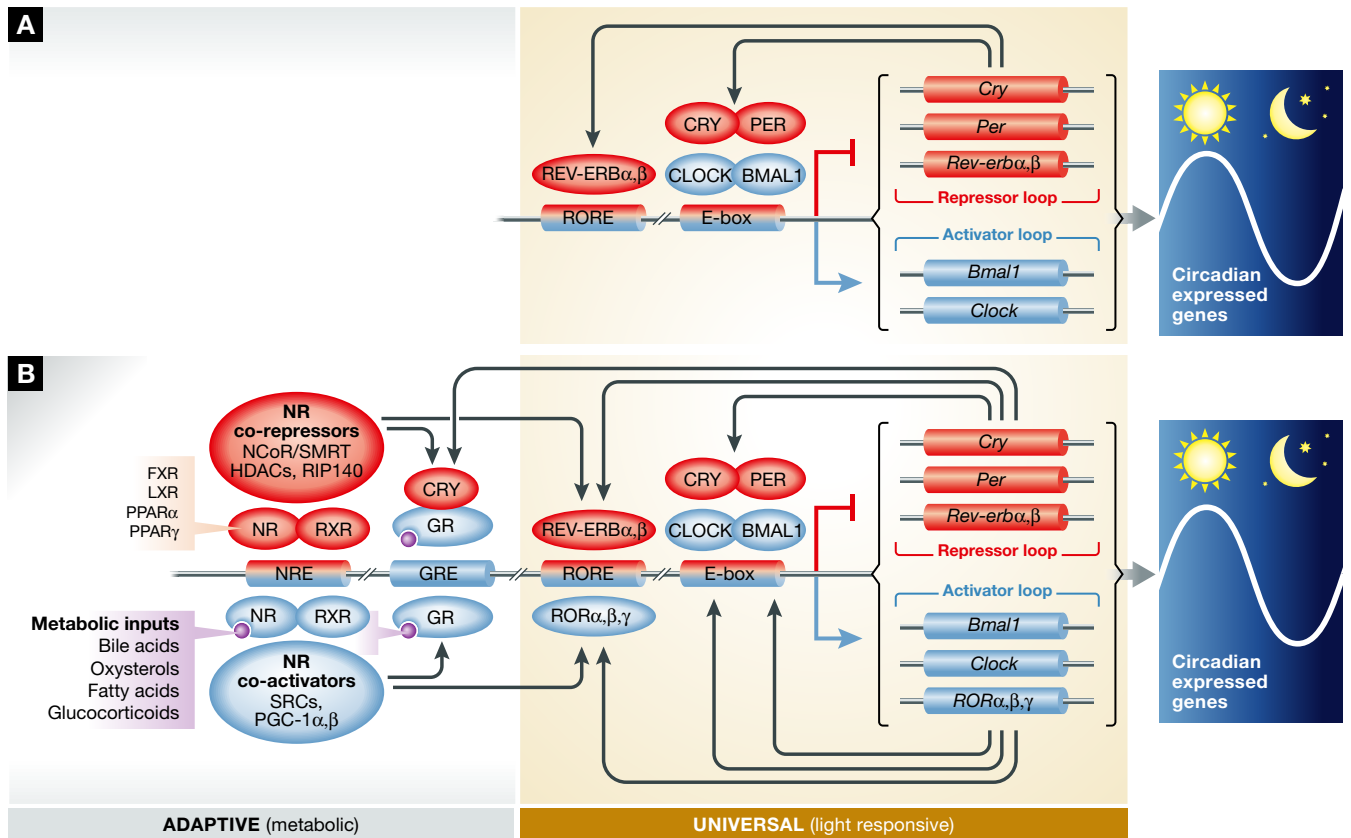 A
CRY PER
REV-ERBα,β
CLOCK BMAL1
RORE
E-box
Cry
Per
Rev-erbα,β
Repressor loop
Activator loop
Bmal1
Clock
Circadian
expressed
genes
B
NR
co-repressors
NCoR/SMRT
HDACs, RIP140
FXR
LXR
PPARα
PPARγ
NR RXR
CRY
GR
REV-ERBα,β
CRY PER
CLOCK BMAL1
NRE
GRE
RORE
E-box
Metabolic inputs
Bile acids
Oxysterols
Fatty acids
Glucocorticoids
NR RXR
GR
RORα,β,γ
NR
co-activators
SRCs,
PGC-1α,β
Cry
Per
Rev-erbα,β
Repressor loop
Activator loop
Bmal1
Clock
RORα,β,γ
Circadian
expressed
genes
ADAPTIVE (metabolic)
UNIVERSAL (light responsive)